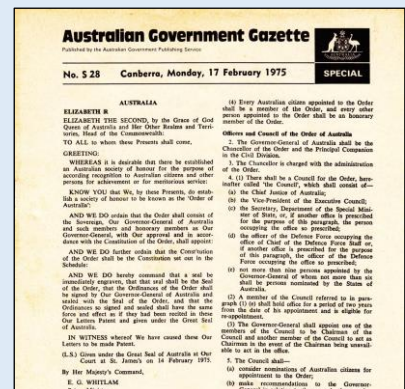 Australian Government Gazette
Published by the Australian Government Publishing Service
No. S 28 Canberra, Monday, 17 February 1975 SPECIAL
AUSTRALIA
ELIZABETH R
ELIZABETH THE SECOND, by the Grace of God
Queen of Australia and Her Other Realms and Terri-
tories, Head of the Commonwealth:
TO ALL to whom these Presents shall come,
GREETING:
WHEREAS it is desirable that there be established
an Australian society of honour for the purpose of
according recognition to Australian citizens and other
persons for achievement or for meritorious service:
KNOW YOU that We, by these Presents, do estab-
lish a society of honour to be known as the 'Order of
Australia':
AND WE DO ordain that the Order shall consist of
the Sovereign, Our Governor-General of Australia
and such members and honorary members as Our
Governor-General, with Our approval and in accor-
dance with the Constitution of the Order, shall appoint:
AND WE DO further ordain that the Constitution
of the Order shall be the Constitution set out in the
Schedule:
AND WE DO hereby command that a seal be
immediately engraven, that that seal shall be the Seal
of the Order, that the Ordinances of the Order shall
be signed by Our Governor-General of Australia and
sealed with the Seal of the Order, and that the
Ordinances so signed and sealed shall have the same
force and effect as if they had been recited in these
Our Letters Patent and given under the Great Seal
of Australia.
IN WITNESS whereof We have caused these Our
Letters to be made Patent.
(L.S.) Given under the Great Seal of Australia at Our
Court at St. James's on 14 February 1975.
By Her Majesty's Command,
E. G. WHITLAM
(4) Every Australian citizen appointed to the Order
shall be a member of the Order, and every other
person appointed to the Order shall be an honorary
member of the Order.
Officers and Council of the Order of Australia
2. The Governor-General of Australia shall be the
Chancellor of the Order and the Principal Companion
in the Civil Division.
3. The Chancellor is charged with the administration
of the Order.
4. (1) There shall be a Council for the Order, here-
inafter called 'the Council', which shall consist of—
(a) the Chief Justice of Australia;
(b) the Vice-President of the Executive Council;
(c) the Secretary, Department of the Special Mini-
ster of State, or, if another office is prescribed
for the purpose of this paragraph, the person
occupying the office so prescribed;
(d) the officer of the Defence Force occupying the
office of Chief of the Defence Force Staff or,
if another office is prescribed for the purpose
of this paragraph, the officer of the Defence
Force occupying the office so prescribed;
(e) not more than nine persons appointed by the
Governor-General of whom not more than six
shall be persons nominated by the States of
Australia.
(2) A member of the Council referred to in para-
graph (1) (e) shall hold office for a period of two years
from the date of his appointment and is eligible for
re-appointment.
(3) The Governor-General shall appoint one of the
members of the Council to be Chairman of the
Council and another member of the Council to act as
Chairman in the event of the Chairman being unavail-
able to act in the office.
5. The Council shall—
(a) consider nominations of Australian citizens for
appointment to the Order;
(b) make recommendations to the Governor-